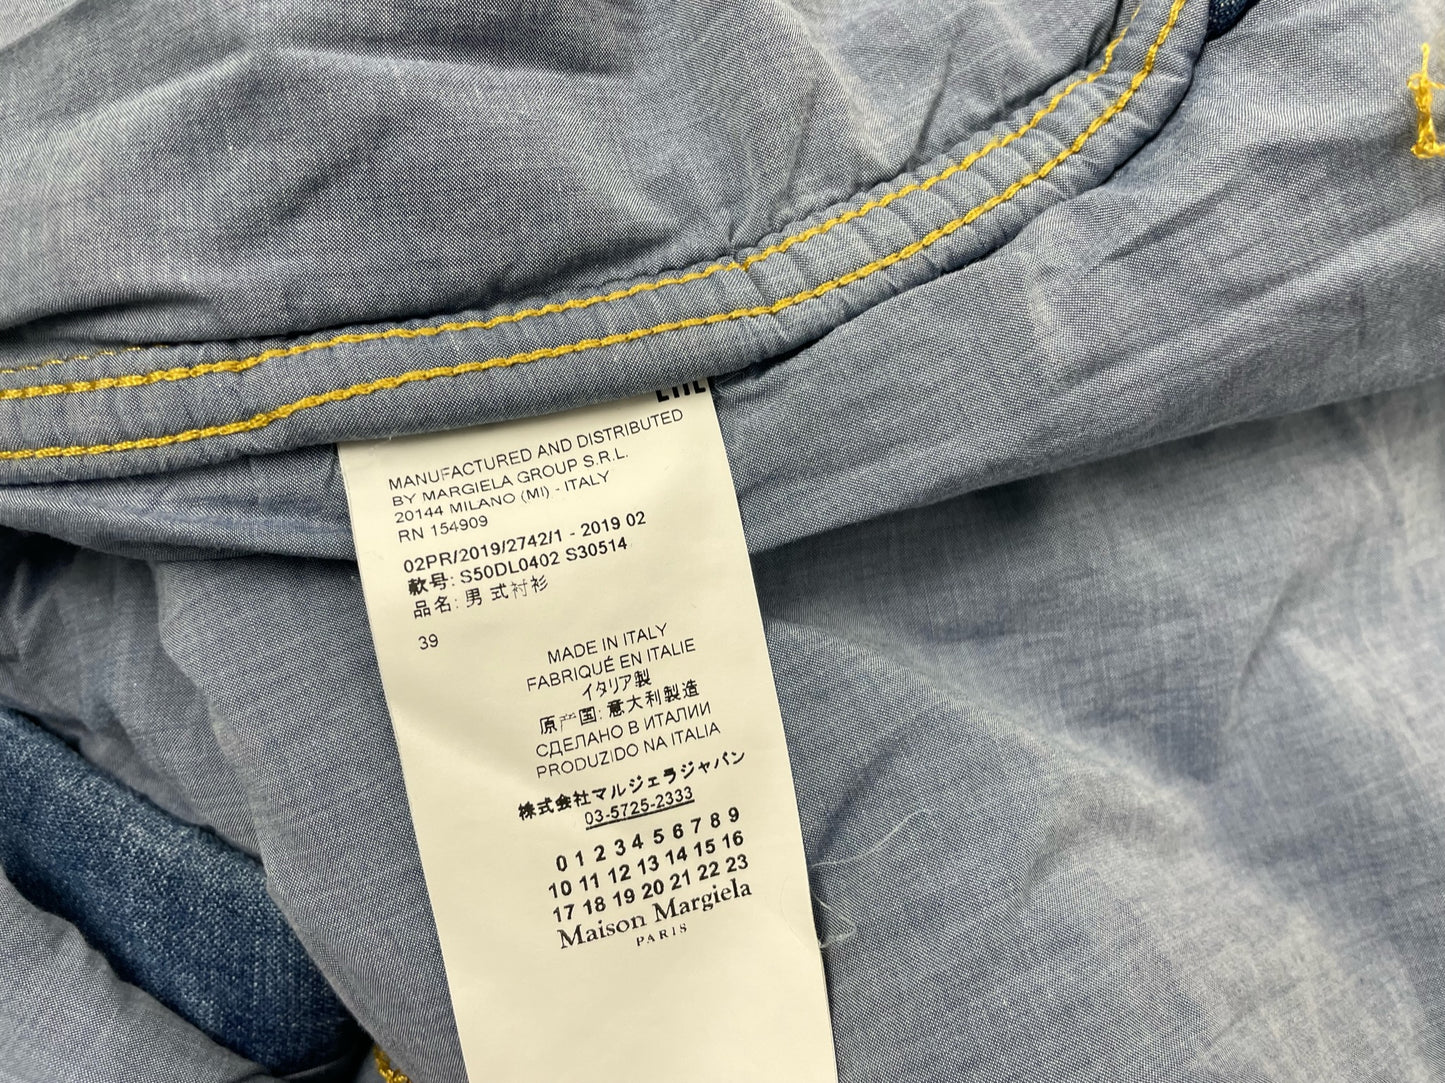 MANUFACTURED AND DISTRIBUTED
BY MARGIELA GROUP S.R.L.
20144 MILANO (MI) - ITALY
RN 154909
02PR/2019/2742/1 - 2019 02
款号: S50DL0402 S30514
品名: 男 式衬衫
39
MADE IN ITALY
FABRIQUÉ EN ITALIE
イタリア製
原产国: 意大利製造
СДЕЛАНО В ИТАЛИИ
PRODUZIDO NA ITALIA
株式会社マルジェラジャパン
03-5725-2333
0 1 2 3 4 5 6 7 8 9
10 11 12 13 14 15 16
17 18 19 20 21 22 23
Maison Margiela
PARIS